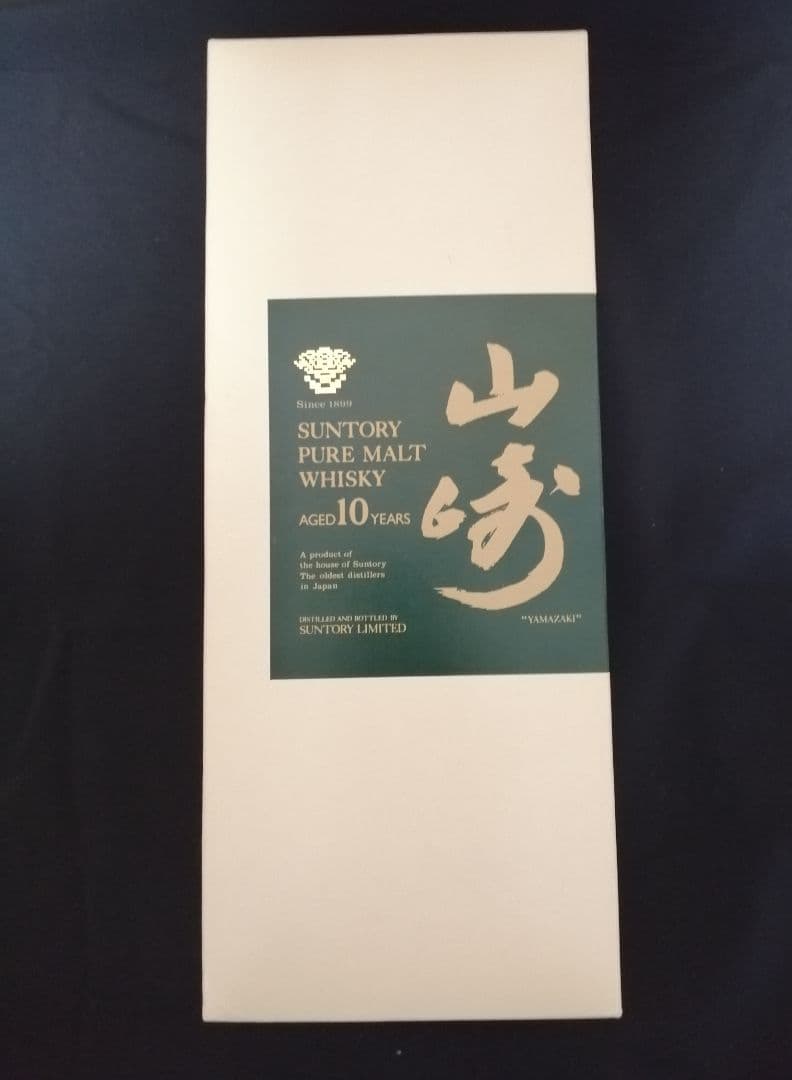 Since 1899
SUNTORY
PURE MALT
WHISKY
AGED 10 YEARS
A product of
the house of Suntory
The oldest distillers
in Japan
DISTILLED AND BOTTLED BY
SUNTORY LIMITED
山崎
"YAMAZAKI"